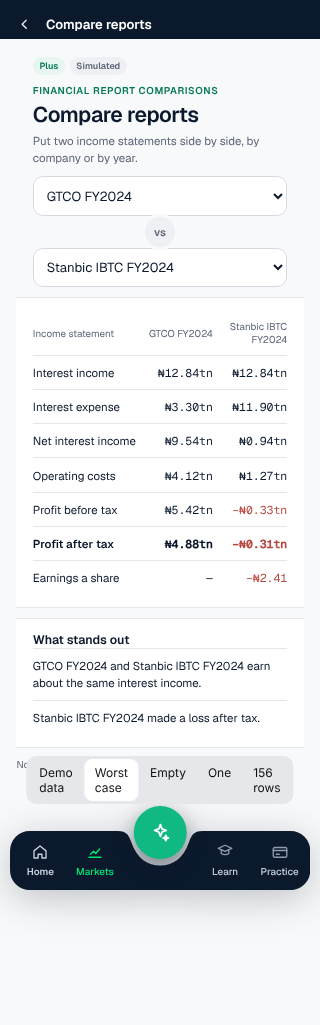 Compare reports
Plus Simulated
FINANCIAL REPORT COMPARISONS
Compare reports
Put two income statements side by side, by
company or by year.
GTCO FY2024
vs
Stanbic IBTC FY2024
Income statement GTCO FY2024 Stanbic IBTC FY2024
Interest income ₦12.84tn ₦12.84tn
Interest expense ₦3.30tn ₦11.90tn
Net interest income ₦9.54tn ₦0.94tn
Operating costs ₦4.12tn ₦1.27tn
Profit before tax ₦5.42tn −₦0.33tn
Profit after tax ₦4.88tn −₦0.31tn
Earnings a share — −₦2.41
What stands out
GTCO FY2024 and Stanbic IBTC FY2024 earn
about the same interest income.
Stanbic IBTC FY2024 made a loss after tax.
Demo data Worst case Empty One 156 rows
Home Markets Learn Practice